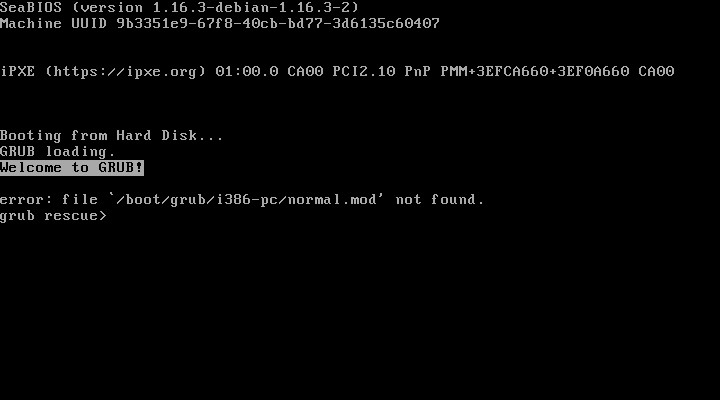 SeaBIOS (version 1.16.3-debian-1.16.3-2)
Machine UUID 9b3351e9-67f8-40cb-bd77-3d6135c60407
iPXE (https://ipxe.org) 01:00.0 CA00 PCI2.10 PnP PMM+3EFCA660+3EF0A660 CA00
Booting from Hard Disk...
GRUB loading.
Welcome to GRUB!
error: file `/boot/grub/i386-pc/normal.mod' not found.
grub rescue>